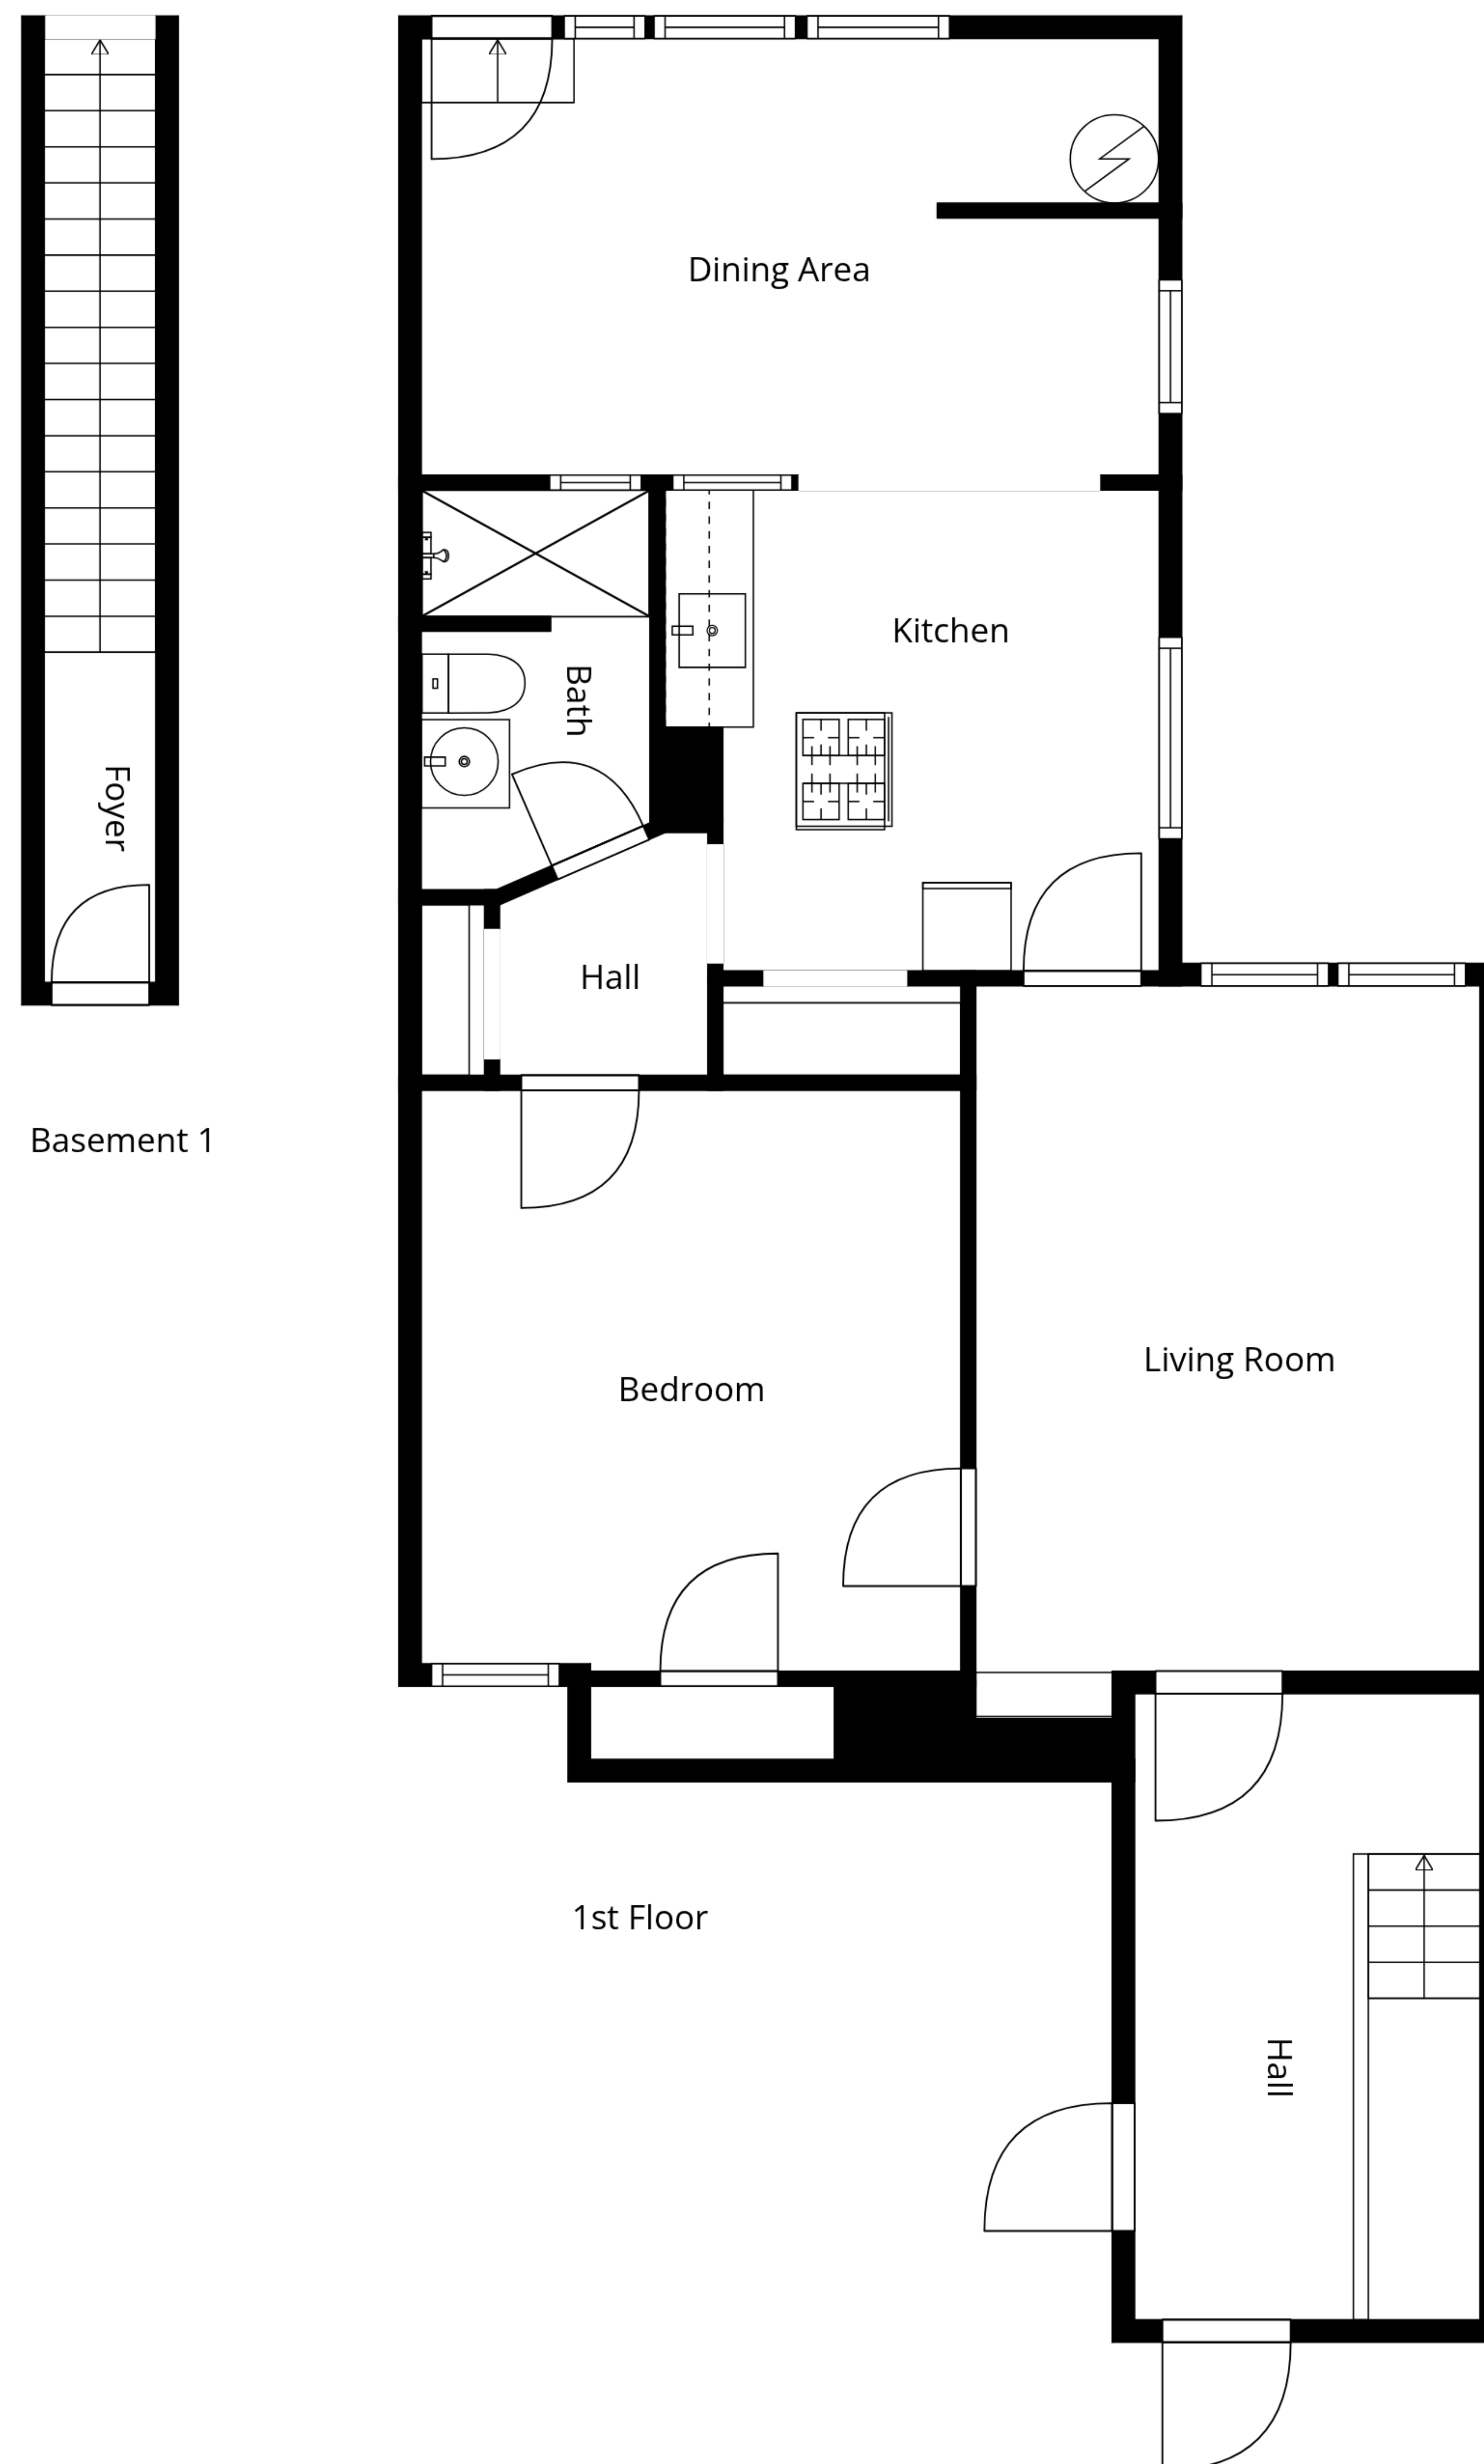 Dining Area
Kitchen
Bath
Foyer
Hall
Basement 1
Living Room
Bedroom
1st Floor
Hall